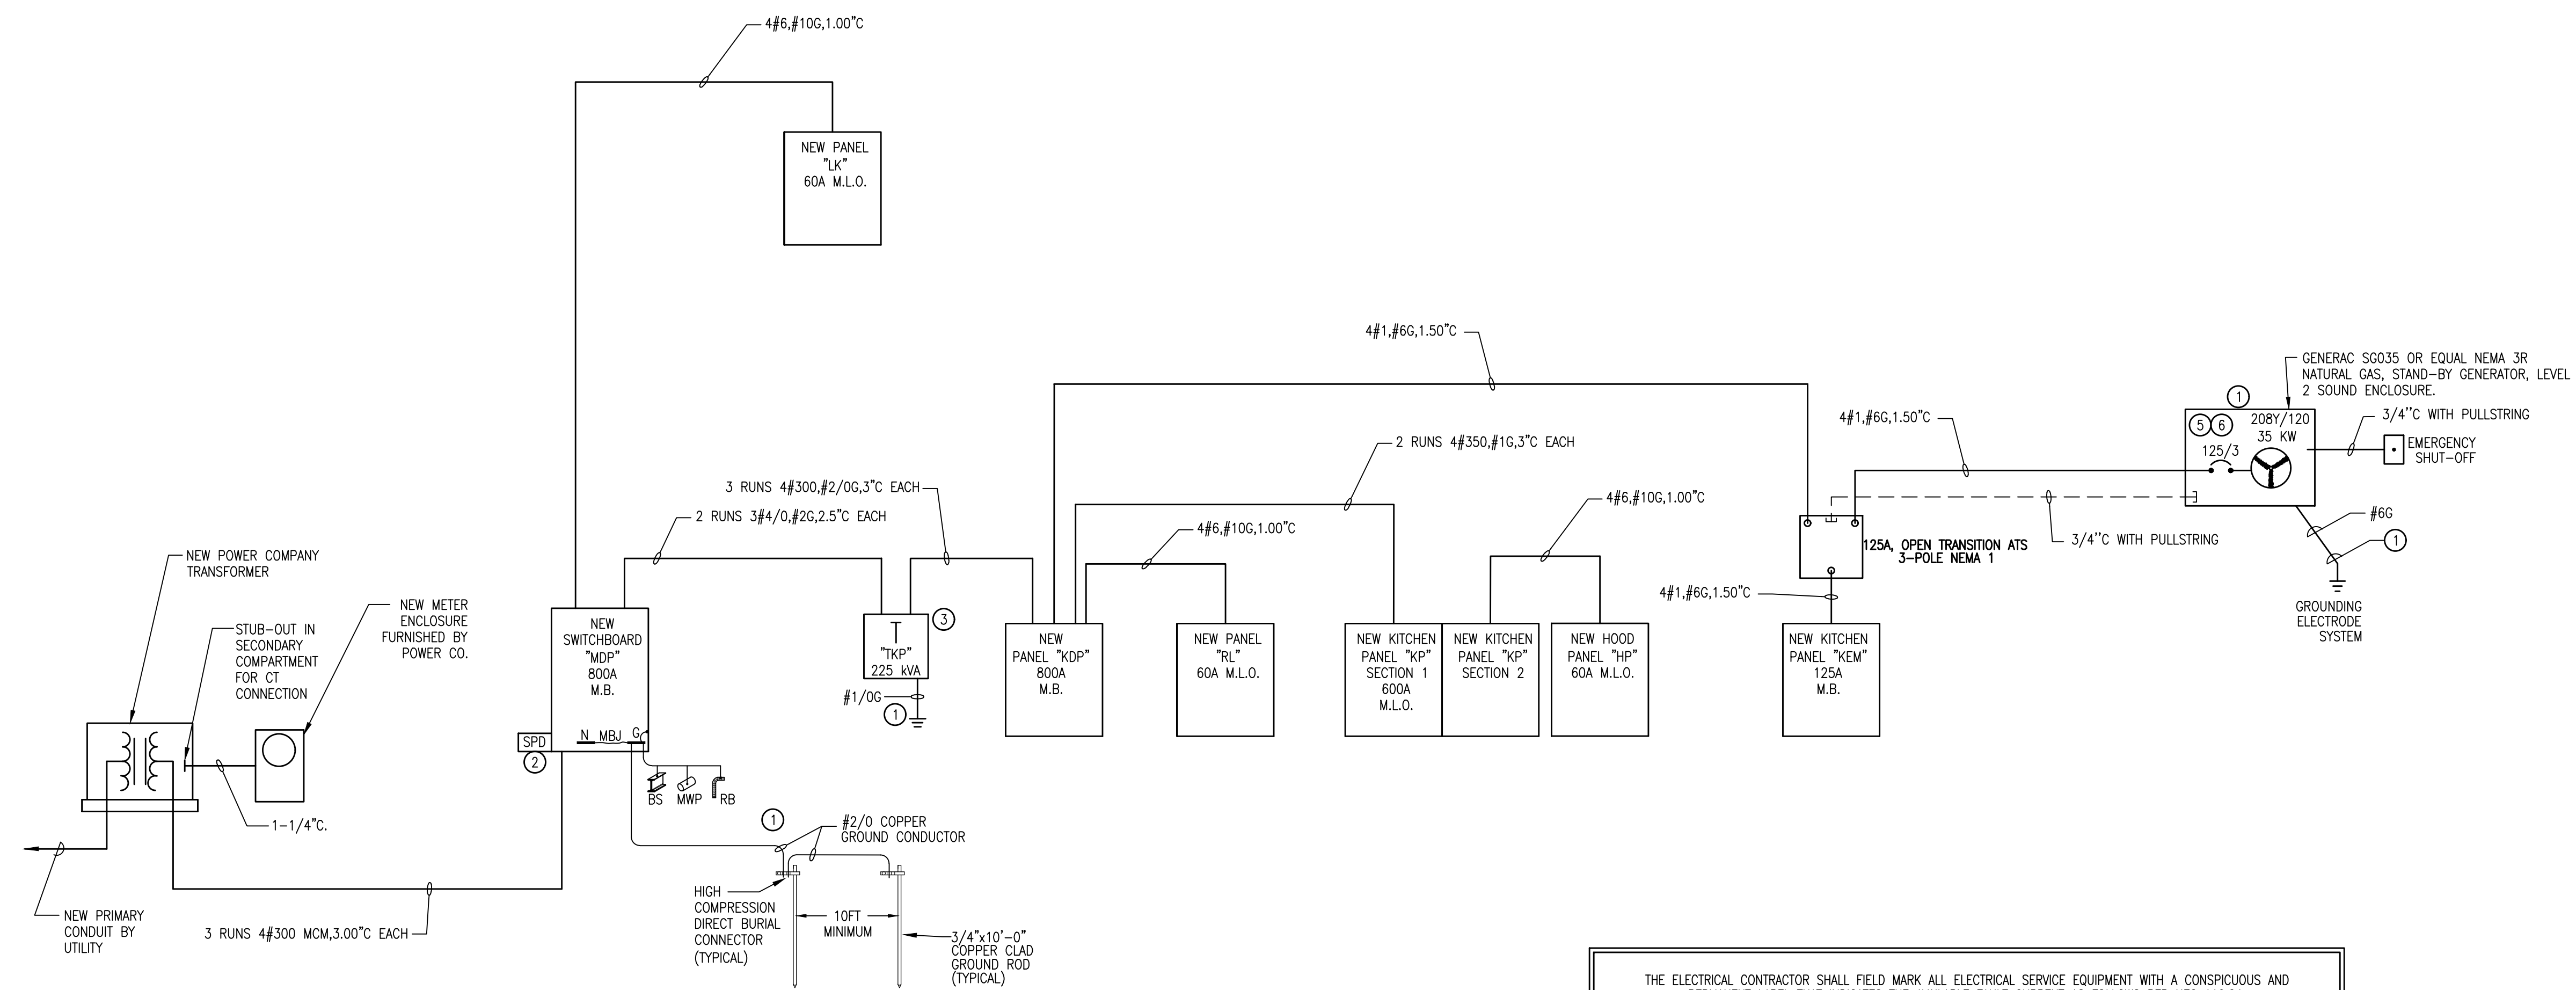 4#6,#10G,1.00"C
NEW PANEL
"LK"
60A M.L.O.
4#1,#6G,1.50"C
GENERAC SG035 OR EQUAL NEMA 3R
NATURAL GAS, STAND-BY GENERATOR, LEVEL
2 SOUND ENCLOSURE.
1
3/4''C WITH PULLSTRING
5 6
208Y/120
35 KW
125/3
EMERGENCY
SHUT-OFF
4#1,#6G,1.50"C
2 RUNS 4#350,#1G,3"C EACH
3 RUNS 4#300,#2/0G,3"C EACH
4#6,#10G,1.00"C
2 RUNS 3#4/0,#2G,2.5"C EACH
4#6,#10G,1.00"C
#6G
1
3/4''C WITH PULLSTRING
125A, OPEN TRANSITION ATS
3-POLE NEMA 1
4#1,#6G,1.50"C
GROUNDING
ELECTRODE
SYSTEM
NEW POWER COMPANY
TRANSFORMER
NEW METER
ENCLOSURE
FURNISHED BY
POWER CO.
STUB-OUT IN
SECONDARY
COMPARTMENT
FOR CT
CONNECTION
NEW
SWITCHBOARD
"MDP"
800A
M.B.
N MBJ G
SPD
2
T
"TKP"
225 kVA
3
#1/0G
1
NEW
PANEL "KDP"
800A
M.B.
NEW PANEL
"RL"
60A M.L.O.
NEW KITCHEN
PANEL "KP"
SECTION 1
600A
M.L.O.
NEW KITCHEN
PANEL "KP"
SECTION 2
NEW HOOD
PANEL "HP"
60A M.L.O.
NEW KITCHEN
PANEL "KEM"
125A
M.B.
BS MWP RB
1-1/4"C.
1
#2/0 COPPER
GROUND CONDUCTOR
NEW PRIMARY
CONDUIT BY
UTILITY
3 RUNS 4#300 MCM,3.00"C EACH
HIGH
COMPRESSION
DIRECT BURIAL
CONNECTOR
(TYPICAL)
10FT
MINIMUM
3/4"x10'-0"
COPPER CLAD
GROUND ROD
(TYPICAL)
THE ELECTRICAL CONTRACTOR SHALL FIELD MARK ALL ELECTRICAL SERVICE EQUIPMENT WITH A CONSPICUOUS AND